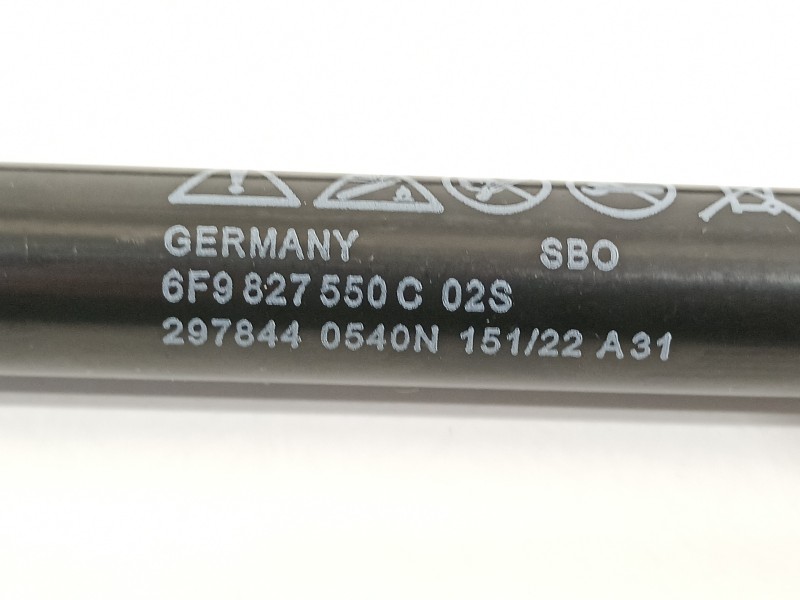 GERMANY SBO
6F9 827 550 C 02S
297844 0540N 151/22 A31